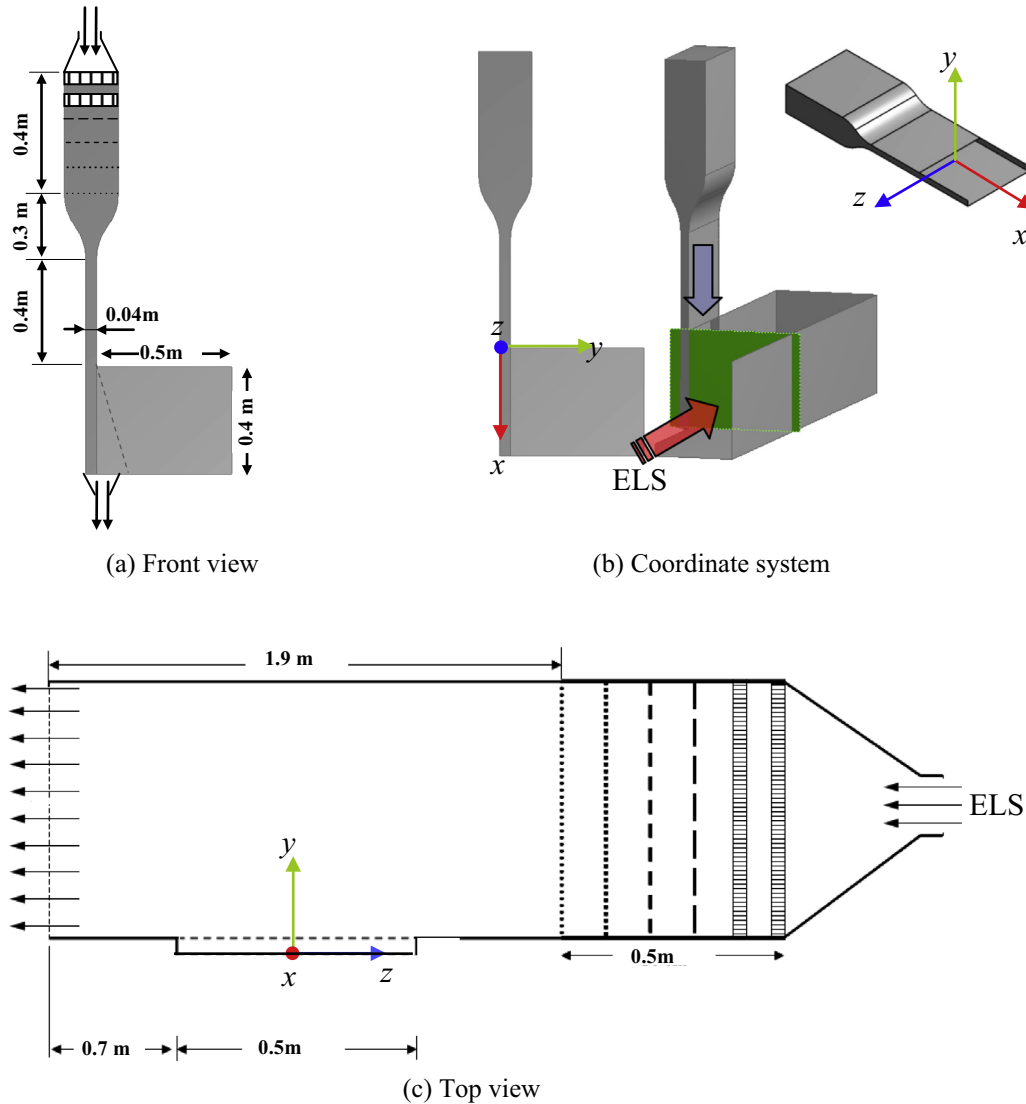 0.4m
0.3 m
0.4m
0.04m
0.5m
0.4 m
(a) Front view
z
y
x
y
z
x
ELS
(b) Coordinate system
1.9 m
ELS
y
x
z
0.5m
0.7 m
0.5m
(c) Top view